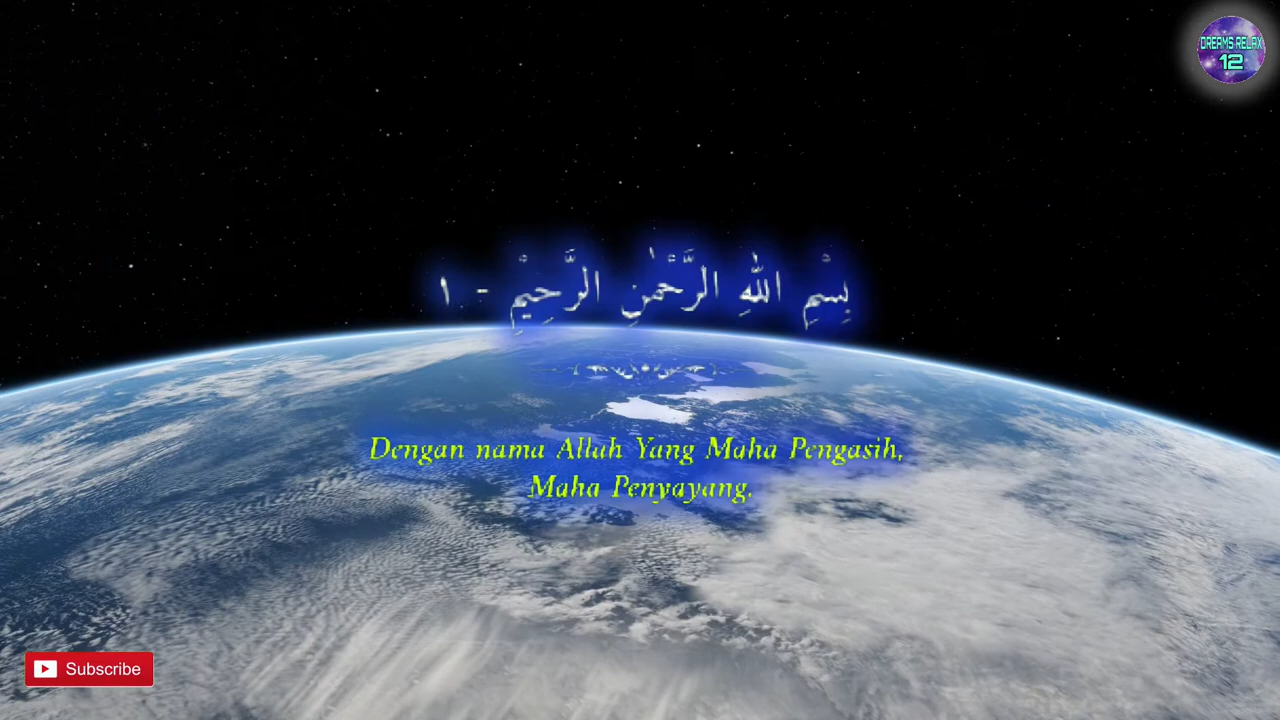 DREAMS RELAX
12
بِسْمِ اللّٰهِ الرَّحْمٰنِ الرَّحِيْمِ - ١
Dengan nama Allah Yang Maha Pengasih,
Maha Penyayang.
Subscribe